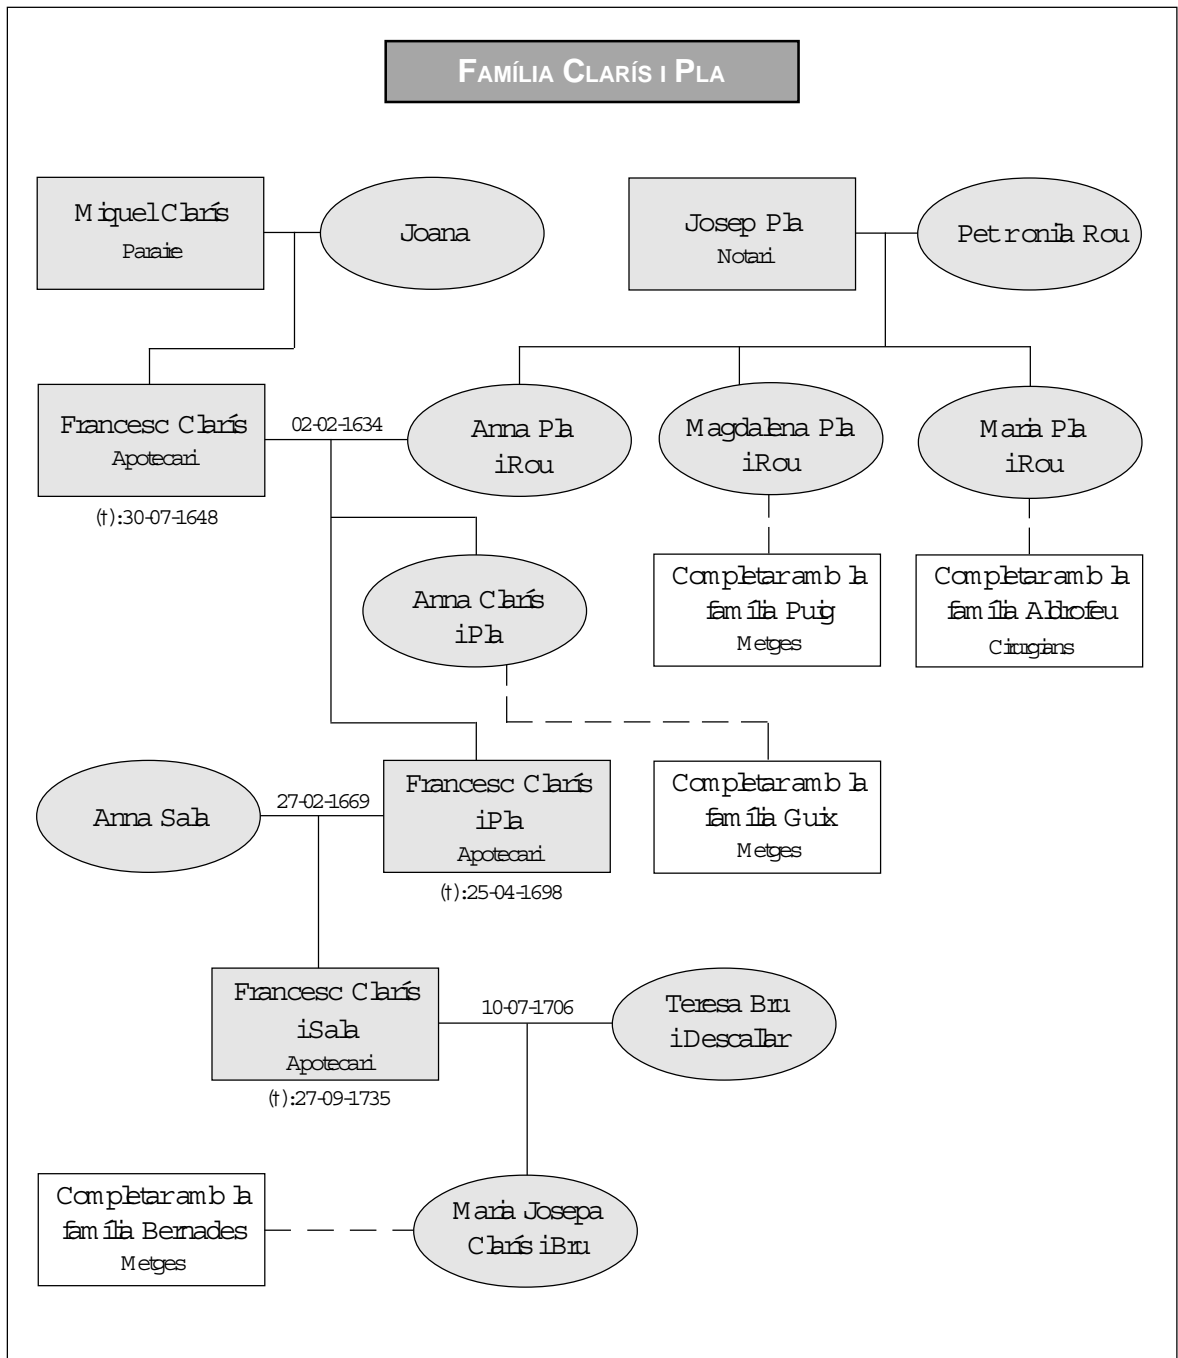 FAMÍLIA CLARÍS I PLA
Miquel Clarís
Paraire
Joana
Josep Pla
Notari
Petronila Rou
Francesc Clarís
Apotecari
(†):30-07-1648
02-02-1634
Anna Pla
i Rou
Magdalena Pla
i Rou
Maria Pla
i Rou
Anna Clarís
i Pla
Completar amb la
família Puig
Metges
Completar amb la
família Aldrofeu
Cirurgians
Anna Sala
27-02-1669
Francesc Clarís
i Pla
Apotecari
(†):25-04-1698
Completar amb la
família Guix
Metges
Francesc Clarís
i Sala
Apotecari
(†):27-09-1735
10-07-1706
Teresa Bru
i Descallar
Completar amb la
família Bernades
Metges
Maria Josepa
Clarís i Bru